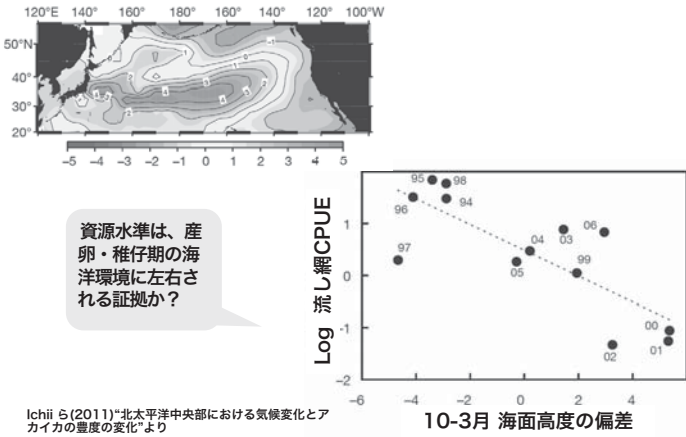 120°E 140° 160° 180° 160° 140° 120° 100°W
50°N
40°
30°
20°
-5 -4 -3 -2 -1 0 1 2 3 4 5
資源水準は、産
卵・稚仔期の海
洋環境に左右さ
れる証拠か?
Log 流し網CPUE
1
0
-1
-2
95
98
96
94
97
04
03
06
05
99
00
01
02
-6 -4 -2 0 2 4 6
10-3月 海面高度の偏差
Ichii ら(2011)“北太平洋中央部における気候変化とア
カイカの豊度の変化”より